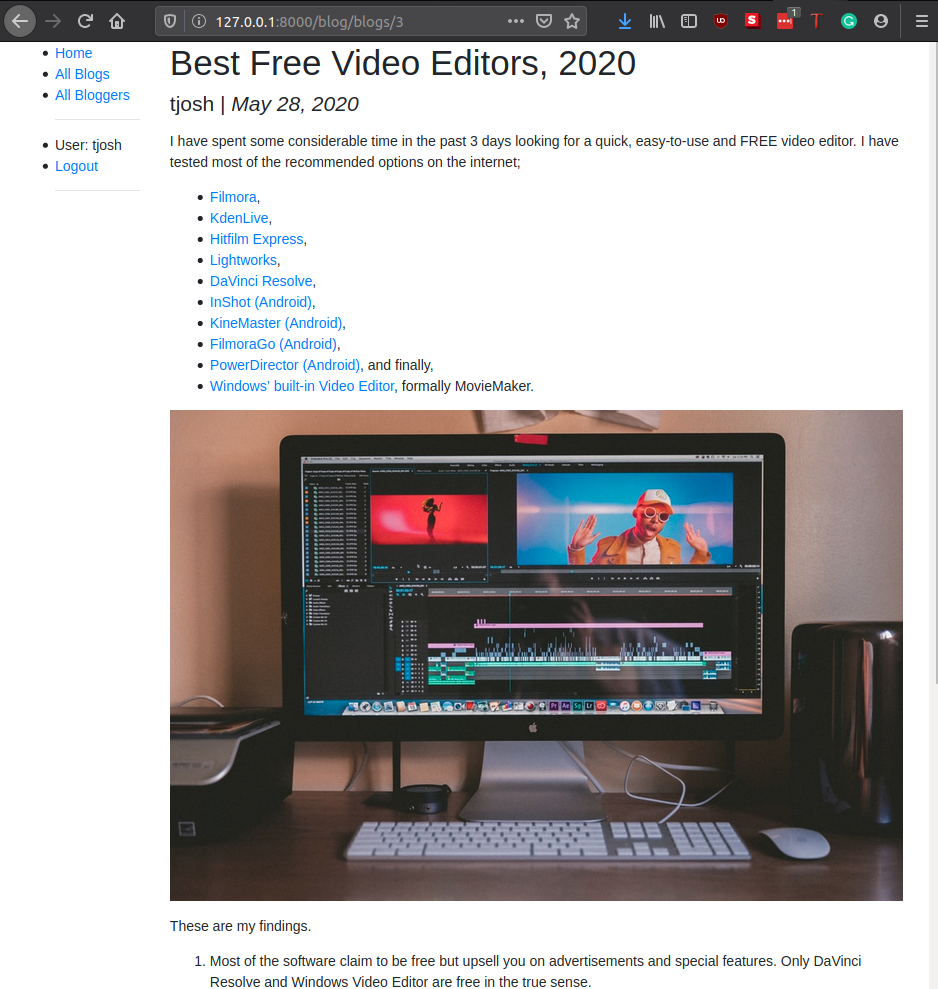 127.0.0.1:8000/blog/blogs/3
1
Home
All Blogs
All Bloggers
User: tjosh
Logout
Best Free Video Editors, 2020
tjosh | May 28, 2020
I have spent some considerable time in the past 3 days looking for a quick, easy-to-use and FREE video editor. I have
tested most of the recommended options on the internet;
Filmora,
KdenLive,
Hitfilm Express,
Lightworks,
DaVinci Resolve,
InShot (Android),
KineMaster (Android),
FilmoraGo (Android),
PowerDirector (Android), and finally,
Windows' built-in Video Editor, formally MovieMaker.
Pr Ae Sg Lr
These are my findings.
1. Most of the software claim to be free but upsell you on advertisements and special features. Only DaVinci
Resolve and Windows Video Editor are free in the true sense.